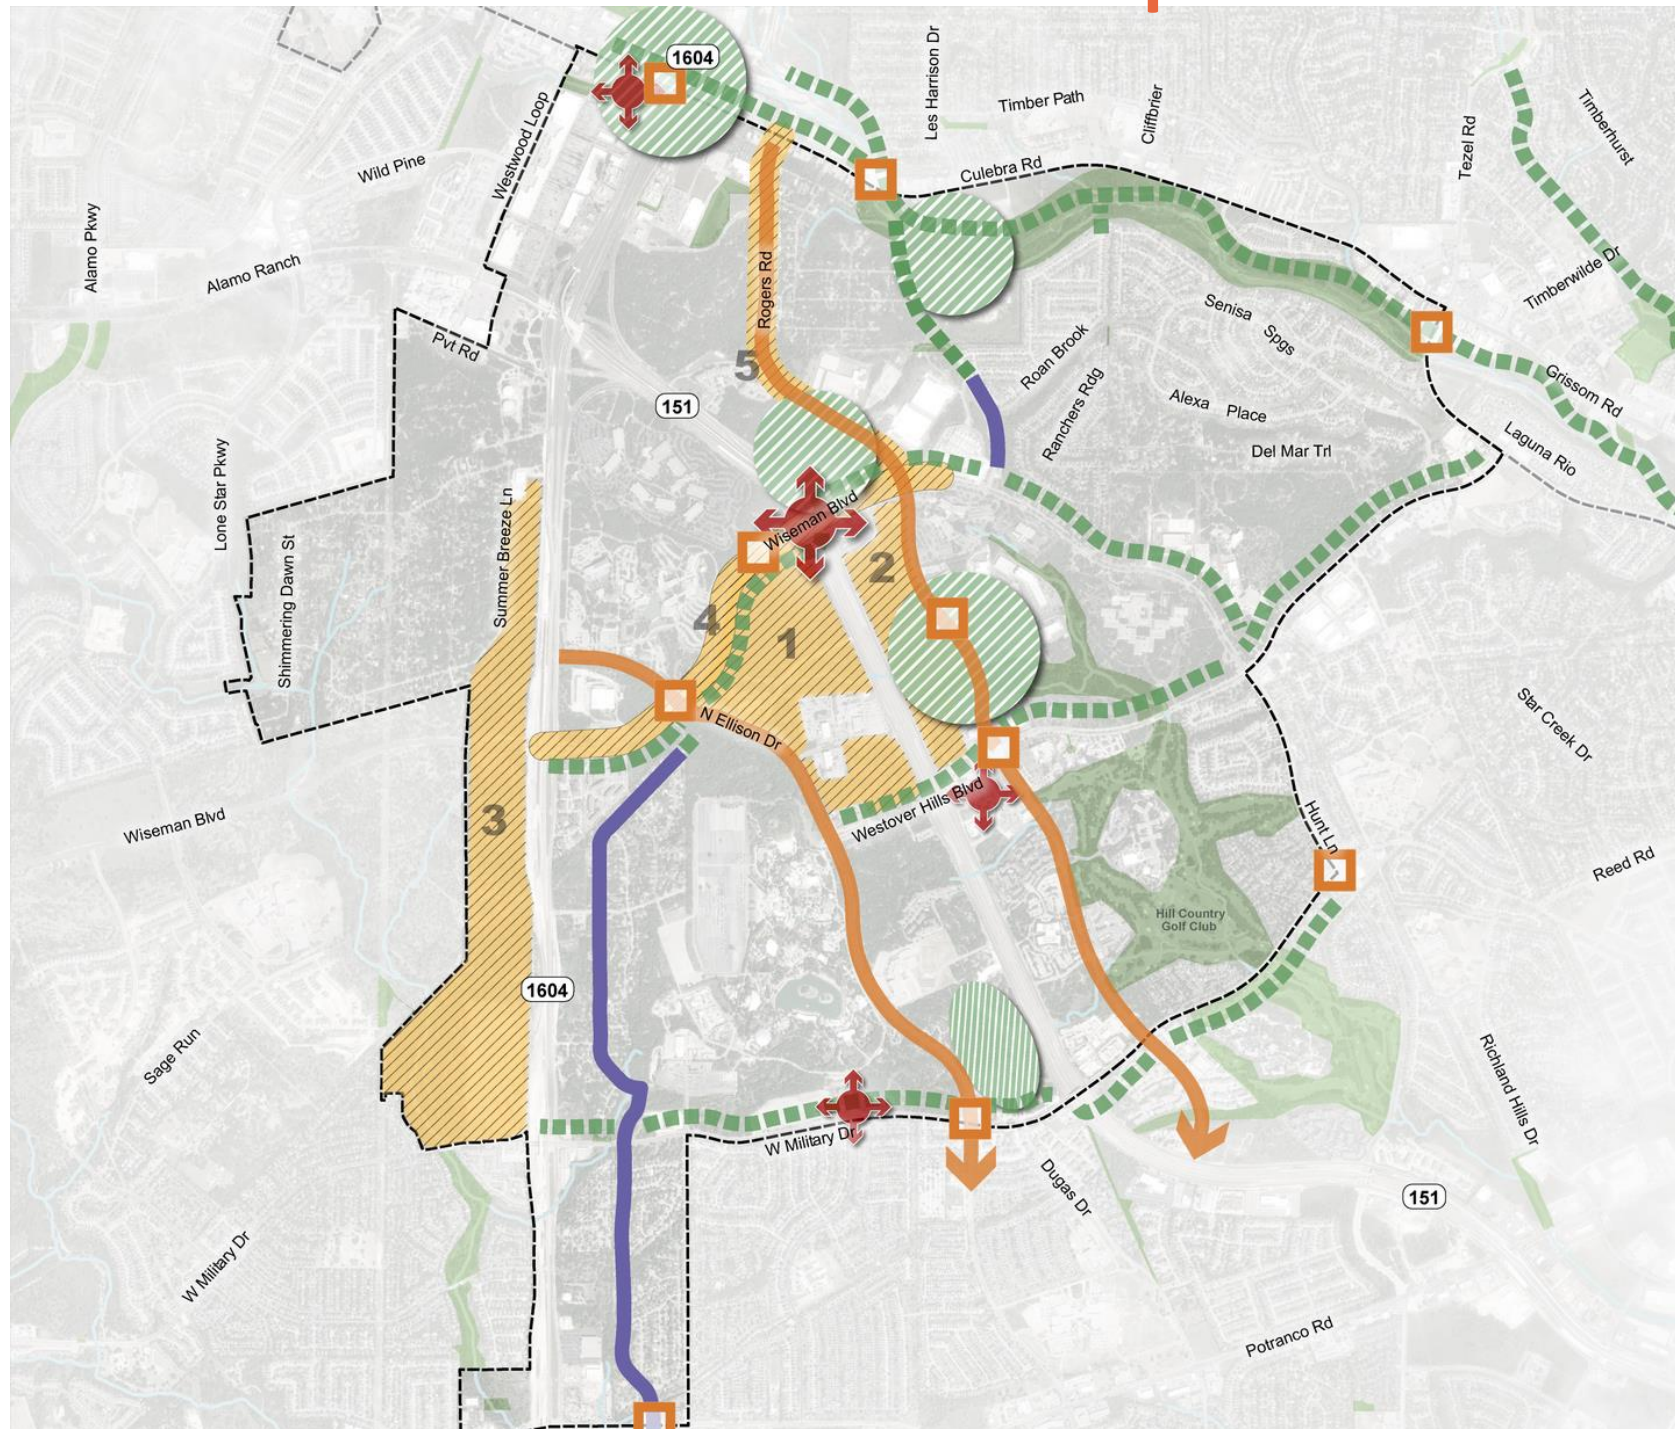 1604
Les Harrison Dr
Timber Path
Cliffbrier
Tezel Rd
Timberhurst
Westwood Loop
Wild Pine
Culebra Rd
Alamo Pkwy
Alamo Ranch
Rogers Rd
Timberwilde Dr
Senisa Spgs
Pvt Rd
5
Roan Brook
Ranchers Rdg
Grissom Rd
151
Alexa Place
Laguna Rio
Del Mar Trl
Lone Star Pkwy
Summer Breeze Ln
Wiseman Blvd
Shimmering Dawn St
2
4
1
N Ellison Dr
Star Creek Dr
3
Wiseman Blvd
Westover Hills Blvd
Hunt Ln
Reed Rd
Hill Country
Golf Club
1604
Sage Run
Richland Hills Dr
W Military Dr
Dugas Dr
151
W Military Dr
Potranco Rd